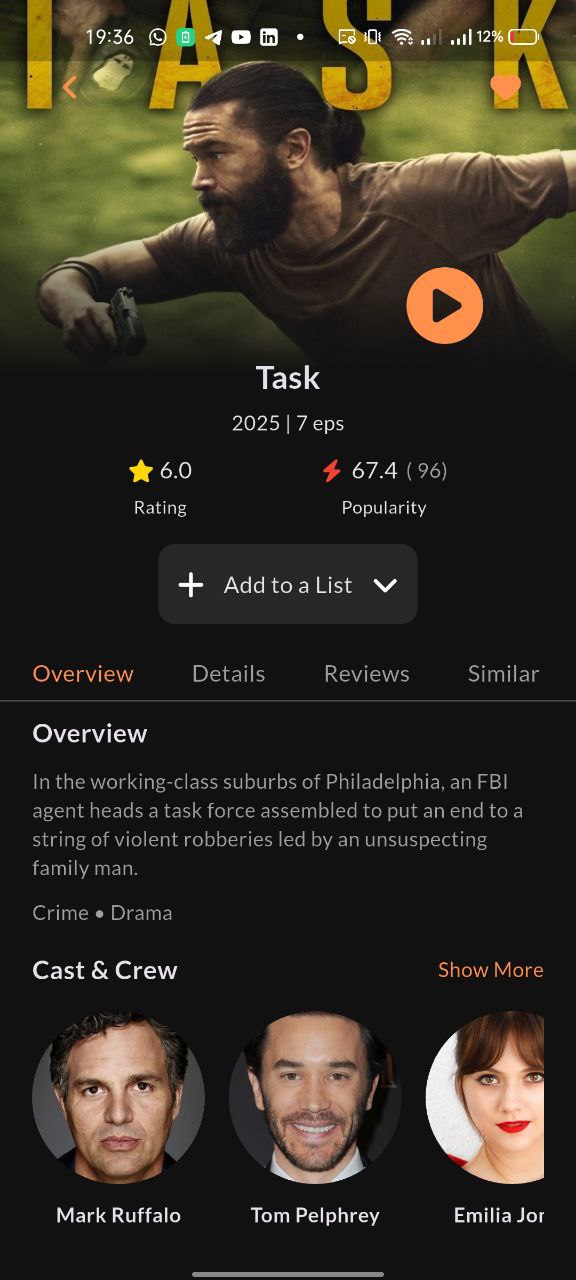 19:36
12%
TASK
Task
2025 | 7 eps
6.0
67.4 ( 96)
Rating
Popularity
Add to a List
Overview
Details
Reviews
Similar
Overview
In the working-class suburbs of Philadelphia, an FBI
agent heads a task force assembled to put an end to a
string of violent robberies led by an unsuspecting
family man.
Crime • Drama
Cast & Crew
Show More
Mark Ruffalo
Tom Pelphrey
Emilia Jor